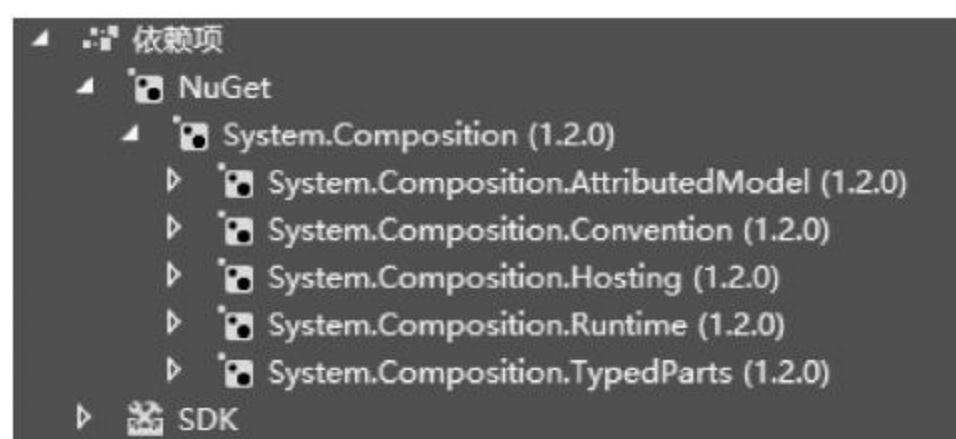 依赖项
NuGet
System.Composition (1.2.0)
System.Composition.AttributedModel (1.2.0)
System.Composition.Convention (1.2.0)
System.Composition.Hosting (1.2.0)
System.Composition.Runtime (1.2.0)
System.Composition.TypedParts (1.2.0)
SDK